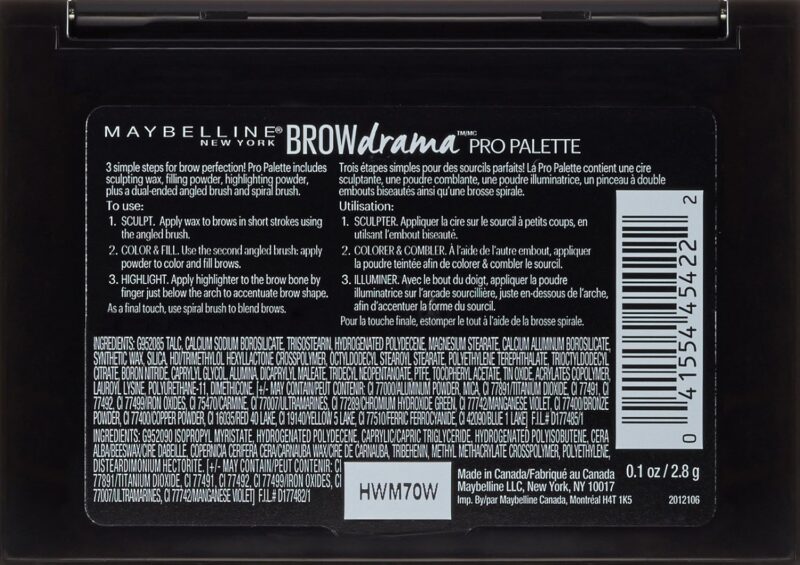 MAYBELLINE®
NEW YORK
BROWdrama™/MC PRO PALETTE
3 simple steps for brow perfection! Pro Palette includes
sculpting wax, filling powder, highlighting powder,
plus a dual-ended angled brush and spiral brush.
To use:
1. SCULPT. Apply wax to brows in short strokes using
the angled brush.
2. COLOR & FILL. Use the second angled brush: apply
powder to color and fill brows.
3. HIGHLIGHT. Apply highlighter to the brow bone by
finger just below the arch to accentuate brow shape.
As a final touch, use spiral brush to blend brows.
Trois étapes simples pour des sourcils parfaits! La Pro Palette contient une cire
sculptante, une poudre comblante, une poudre illuminatrice, un pinceau à double
embouts biseautés ainsi qu'une brosse spirale.
Utilisation:
1. SCULPTER. Appliquer la cire sur le sourcil à petits coups, en
utilisant l'embout biseauté.
2. COLORER & COMBLER. À l'aide de l'autre embout, appliquer
la poudre teintée afin de colorer & combler le sourcil.
3. ILLUMINER. Avec le bout du doigt, appliquer la poudre
illuminatrice sur l'arcade sourcillière, juste en-dessous de l'arche,
afin d'accentuer la forme du sourcil.
Pour la touche finale, estomper le tout à l'aide de la brosse spirale.
INGREDIENTS: G952085 TALC, CALCIUM SODIUM BOROSILICATE, TRIISOSTEARIN, HYDROGENATED POLYDECENE, MAGNESIUM STEARATE, CALCIUM ALUMINUM BOROSILICATE,
SYNTHETIC WAX, SILICA, HDI/TRIMETHYLOL HEXYLLACTONE CROSSPOLYMER, OCTYLDODECYL STEAROYL STEARATE, POLYETHYLENE TEREPHTHALATE, TRIOCTYLDODECYL
CITRATE, BORON NITRIDE, CAPRYLYL GLYCOL, ALUMINA, DICAPRYLYL MALEATE, TRIDECYL NEOPENTANOATE, PTFE, TOCOPHERYL ACETATE, TIN OXIDE, ACRYLATES COPOLYMER,
LAUROYL LYSINE, POLYURETHANE-11, DIMETHICONE, [+/- MAY CONTAIN/PEUT CONTENIR: CI 77000/ALUMINUM POWDER, MICA, CI 77891/TITANIUM DIOXIDE, CI 77491, CI
77492, CI 77499/IRON OXIDES, CI 75470/CARMINE, CI 77007/ULTRAMARINES, CI 77289/CHROMIUM HYDROXIDE GREEN, CI 77742/MANGANESE VIOLET, CI 77400/BRONZE
POWDER, CI 77400/COPPER POWDER, CI 16035/RED 40 LAKE, CI 19140/YELLOW 5 LAKE, CI 77510/FERRIC FERROCYANIDE, CI 42090/BLUE 1 LAKE] F.I.L.# D177485/1
INGREDIENTS: G952090 ISOPROPYL MYRISTATE, HYDROGENATED POLYDECENE, CAPRYLIC/CAPRIC TRIGLYCERIDE, HYDROGENATED POLYISOBUTENE, CERA
ALBA/BEESWAX/CIRE DABEILLE, COPERNICIA CERIFERA CERA/CARNAUBA WAX/CIRE DE CARNAUBA, TRIBEHENIN, METHYL METHACRYLATE CROSSPOLYMER, POLYETHYLENE,
DISTEARDIMONIUM HECTORITE, [+/- MAY CONTAIN/PEUT CONTENIR: CI
77891/TITANIUM DIOXIDE, CI 77491, CI 77492, CI 77499/IRON OXIDES, CI
77007/ULTRAMARINES, CI 77742/MANGANESE VIOLET] F.I.L.# D177482/1
HWM70W
Made in Canada/Fabriqué au Canada
Maybelline LLC, New York, NY 10017
Imp. By/par Maybelline Canada, Montréal H4T 1K5
0 41554 45422 2
0.1 oz / 2.8 g
2012106